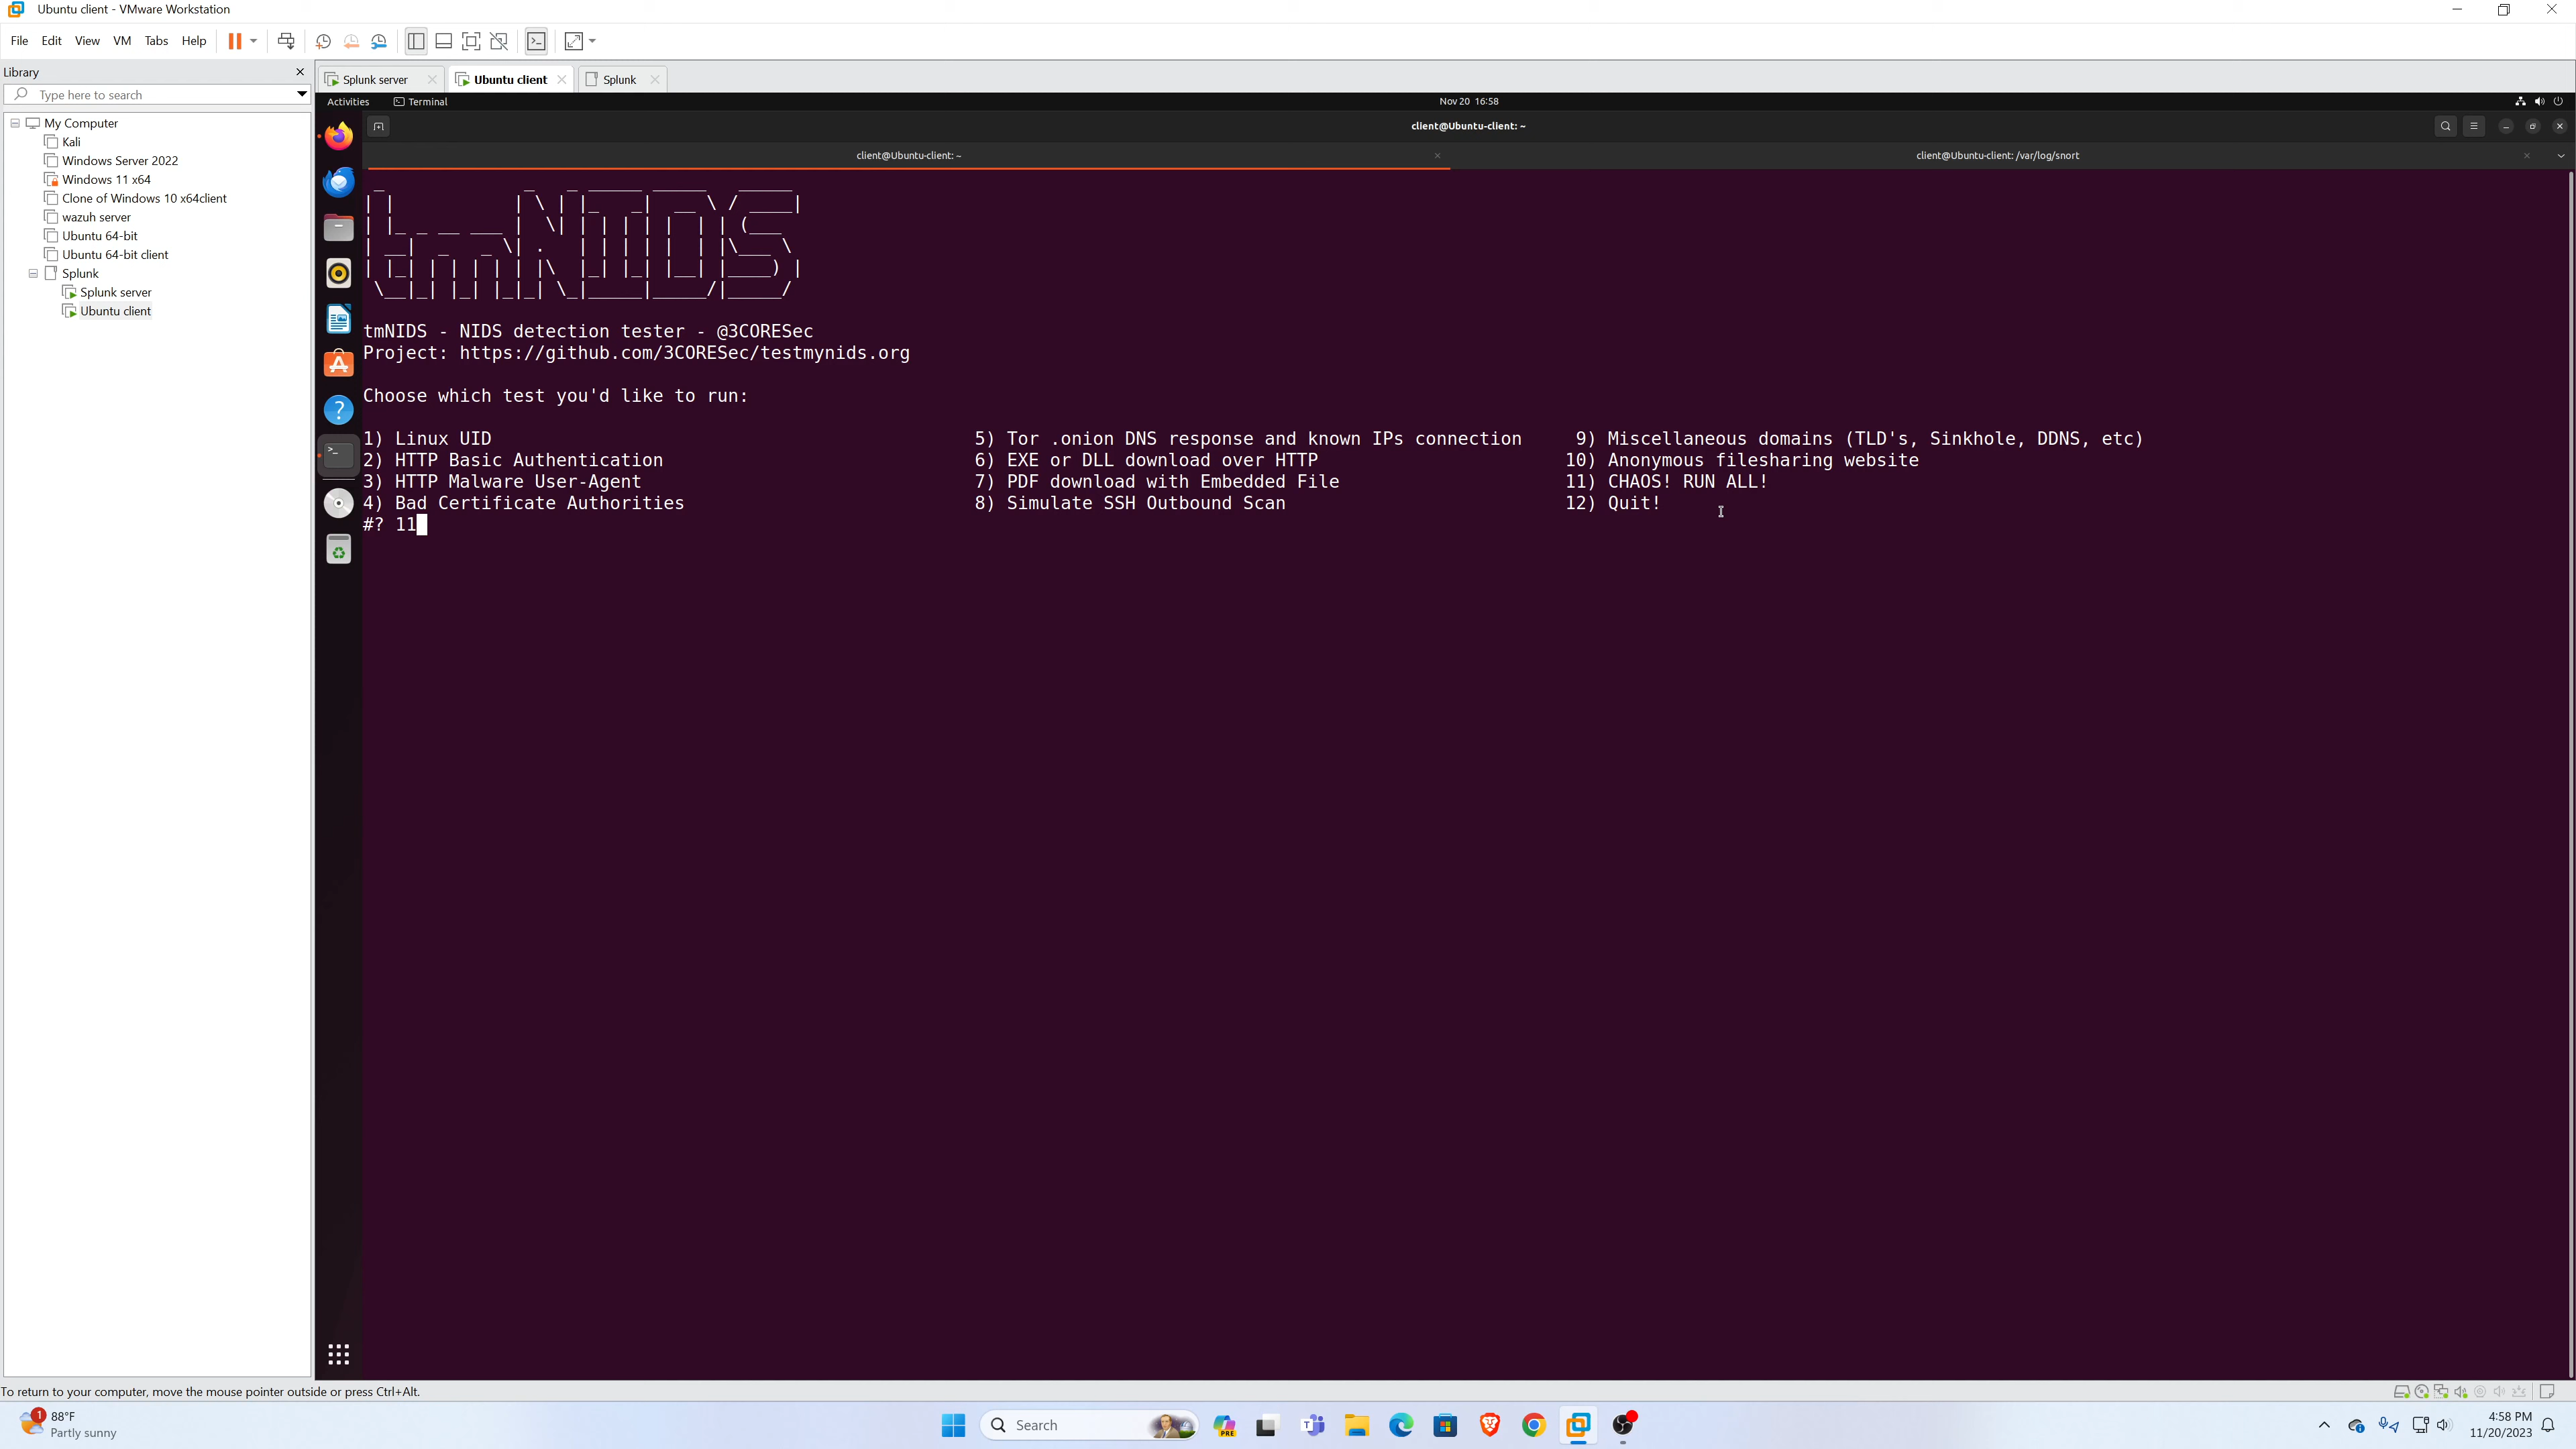 Ubuntu client - VMware Workstation
File Edit View VM Tabs Help
Library
Type here to search
My Computer
Kali
Windows Server 2022
Windows 11 x64
Clone of Windows 10 x64client
wazuh server
Ubuntu 64-bit
Ubuntu 64-bit client
Splunk
Splunk server
Ubuntu client
Splunk server Ubuntu client Splunk
Activities Terminal Nov 20 16:58
client@Ubuntu-client: ~
client@Ubuntu-client: ~ client@Ubuntu-client: /var/log/snort
tmNIDS
tmNIDS - NIDS detection tester - @3CORESec
Project: https://github.com/3CORESec/testmynids.org
Choose which test you'd like to run:
1) Linux UID 5) Tor .onion DNS response and known IPs connection 9) Miscellaneous domains (TLD's, Sinkhole, DDNS, etc)
2) HTTP Basic Authentication 6) EXE or DLL download over HTTP 10) Anonymous filesharing website
3) HTTP Malware User-Agent 7) PDF download with Embedded File 11) CHAOS! RUN ALL!
4) Bad Certificate Authorities 8) Simulate SSH Outbound Scan 12) Quit!
#? 11
To return to your computer, move the mouse pointer outside or press Ctrl+Alt.
1
88°F
Partly sunny
Search
PRE
4:58 PM
11/20/2023